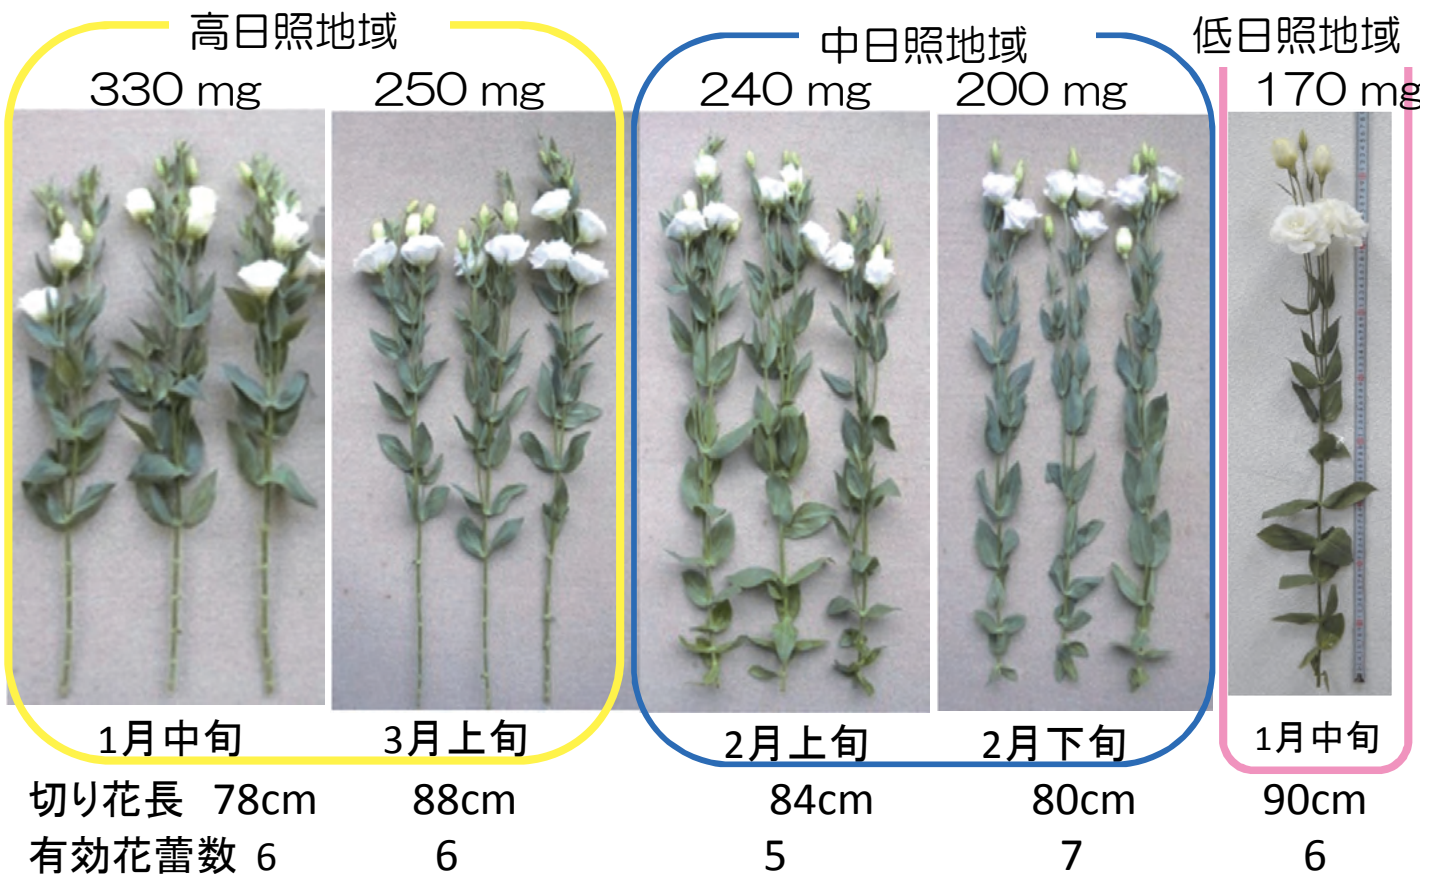 高日照地域 中日照地域 低日照地域
330 mg 250 mg 240 mg 200 mg 170 mg
1月中旬 3月上旬 2月上旬 2月下旬 1月中旬
切り花長 78cm 88cm 84cm 80cm 90cm
有効花蕾数 6 6 5 7 6